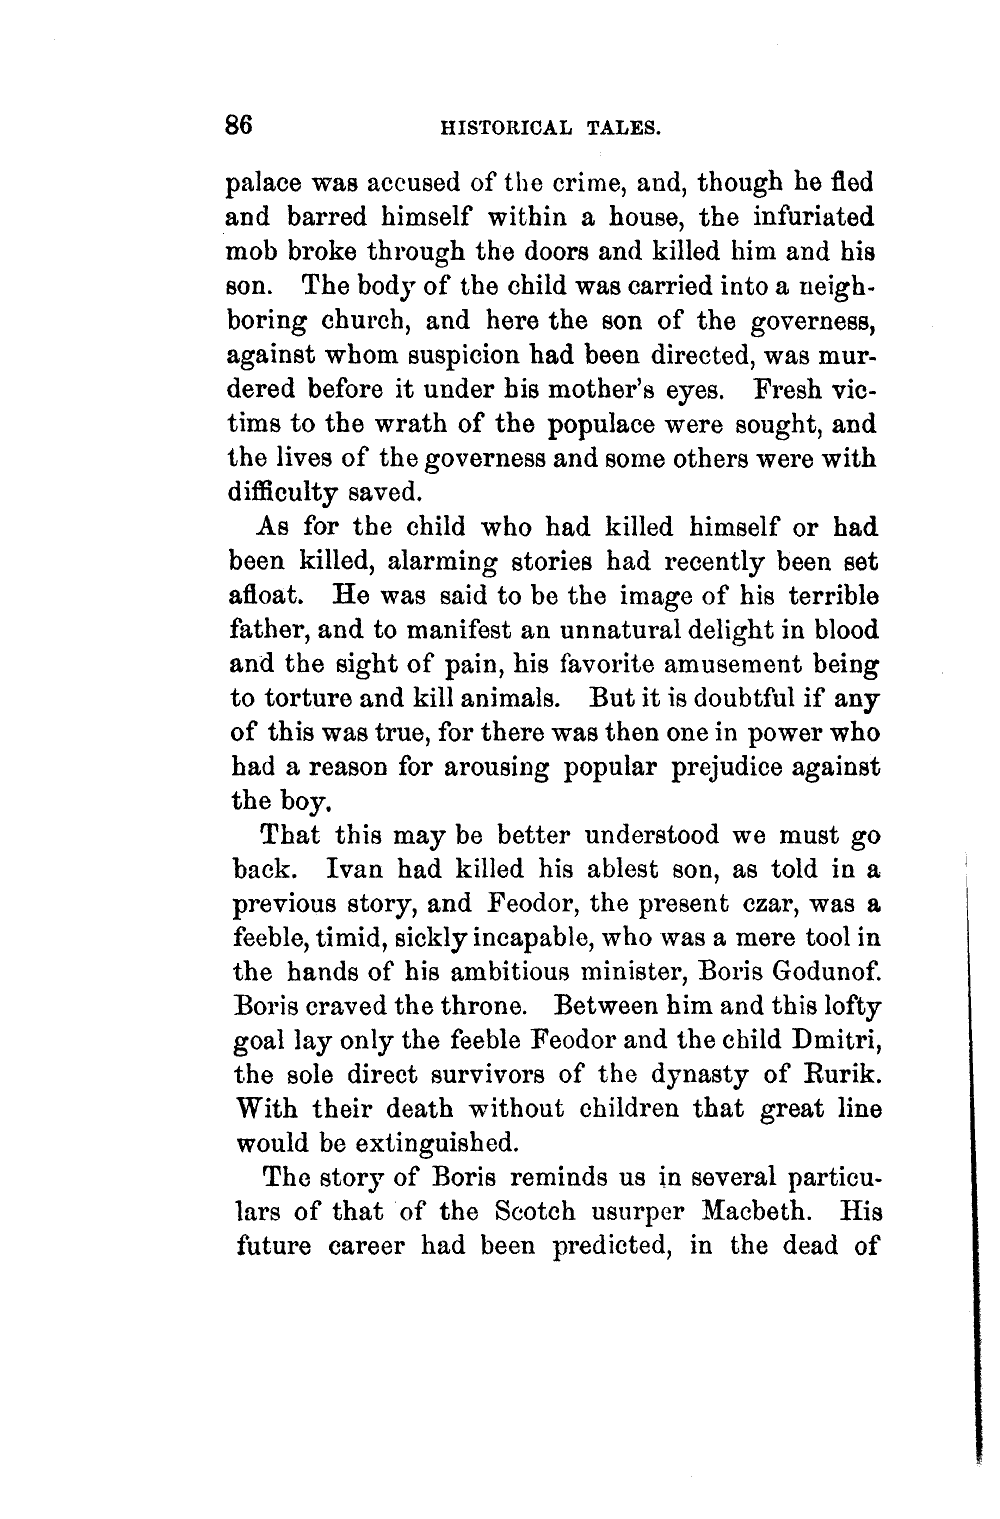 86 HISTORICAL TALES.
palace was accused of the crime, and, though he fled
and barred himself within a house, the infuriated
mob broke through the doors and killed him and his
son. The body of the child was carried into a neigh-
boring church, and here the son of the governess,
against whom suspicion had been directed, was mur-
dered before it under his mother's eyes. Fresh vic-
tims to the wrath of the populace were sought, and
the lives of the governess and some others were with
difficulty saved.
As for the child who had killed himself or had
been killed, alarming stories had recently been set
afloat. He was said to be the image of his terrible
father, and to manifest an unnatural delight in blood
and the sight of pain, his favorite amusement being
to torture and kill animals. But it is doubtful if any
of this was true, for there was then one in power who
had a reason for arousing popular prejudice against
the boy.
That this may be better understood we must go
back. Ivan had killed his ablest son, as told in a
previous story, and Feodor, the present czar, was a
feeble, timid, sickly incapable, who was a mere tool in
the hands of his ambitious minister, Boris Godunof.
Boris craved the throne. Between him and this lofty
goal lay only the feeble Feodor and the child Dmitri,
the sole direct survivors of the dynasty of Rurik.
With their death without children that great line
would be extinguished.
The story of Boris reminds us in several particu-
lars of that of the Scotch usurper Macbeth. His
future career had been predicted, in the dead of